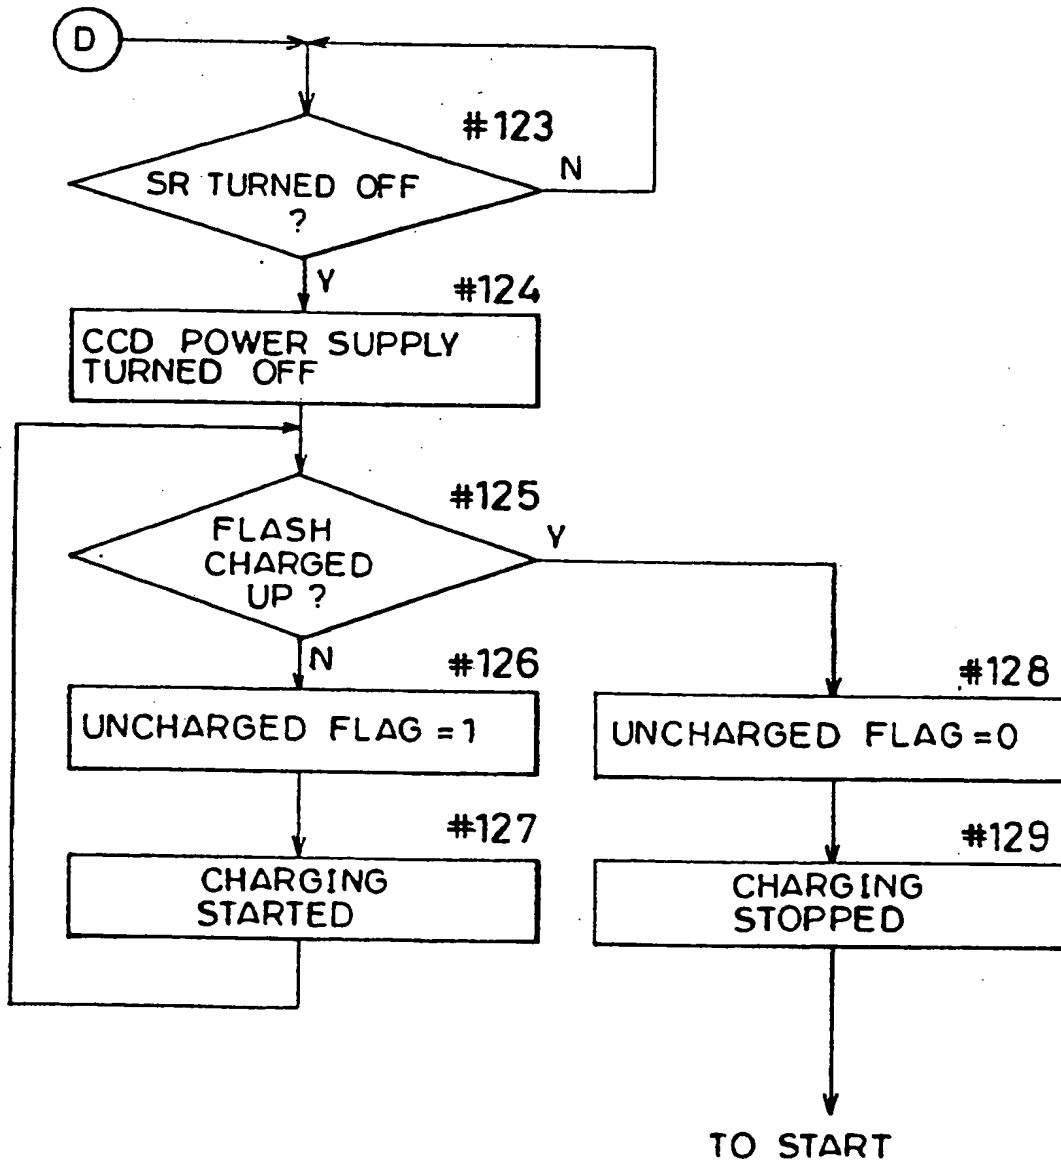 D
#123
SR TURNED OFF
?
N
Y
#124
CCD POWER SUPPLY
TURNED OFF
#125
FLASH
CHARGED
UP ?
Y
N
#126
UNCHARGED FLAG = 1
#128
UNCHARGED FLAG = 0
#127
CHARGING
STARTED
#129
CHARGING
STOPPED
TO START